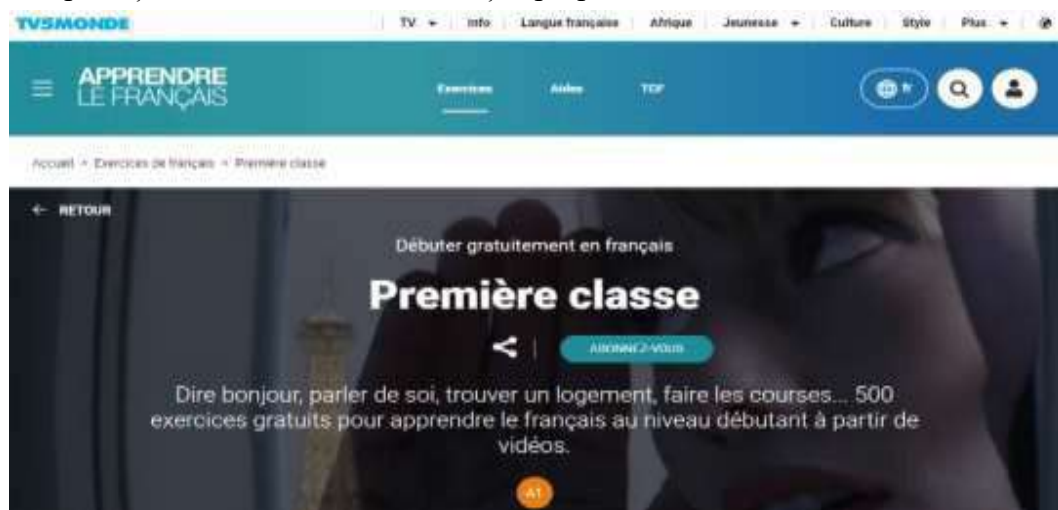 TV5MONDE
TV Info Langue française Afrique Jeunesse Culture Style Plus
APPRENDRE
LE FRANÇAIS
Exercices Aides TCF
fr
Accueil Exercices de français Première classe
← RETOUR
Débuter gratuitement en français
Première classe
ABONNEZ-VOUS
Dire bonjour, parler de soi, trouver un logement, faire les courses... 500
exercices gratuits pour apprendre le français au niveau débutant à partir de
vidéos.
A1